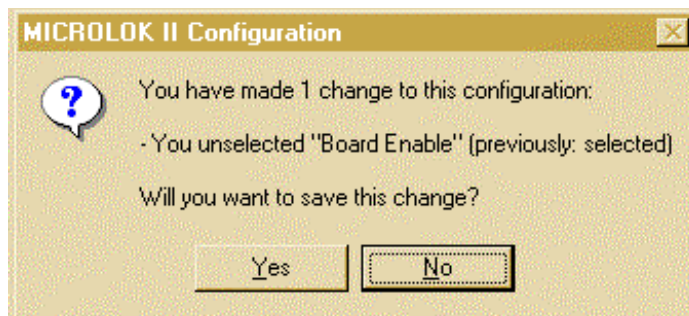 MICROLOK II Configuration
You have made 1 change to this configuration:
- You unselected "Board Enable" (previously: selected)
Will you want to save this change?
Yes No